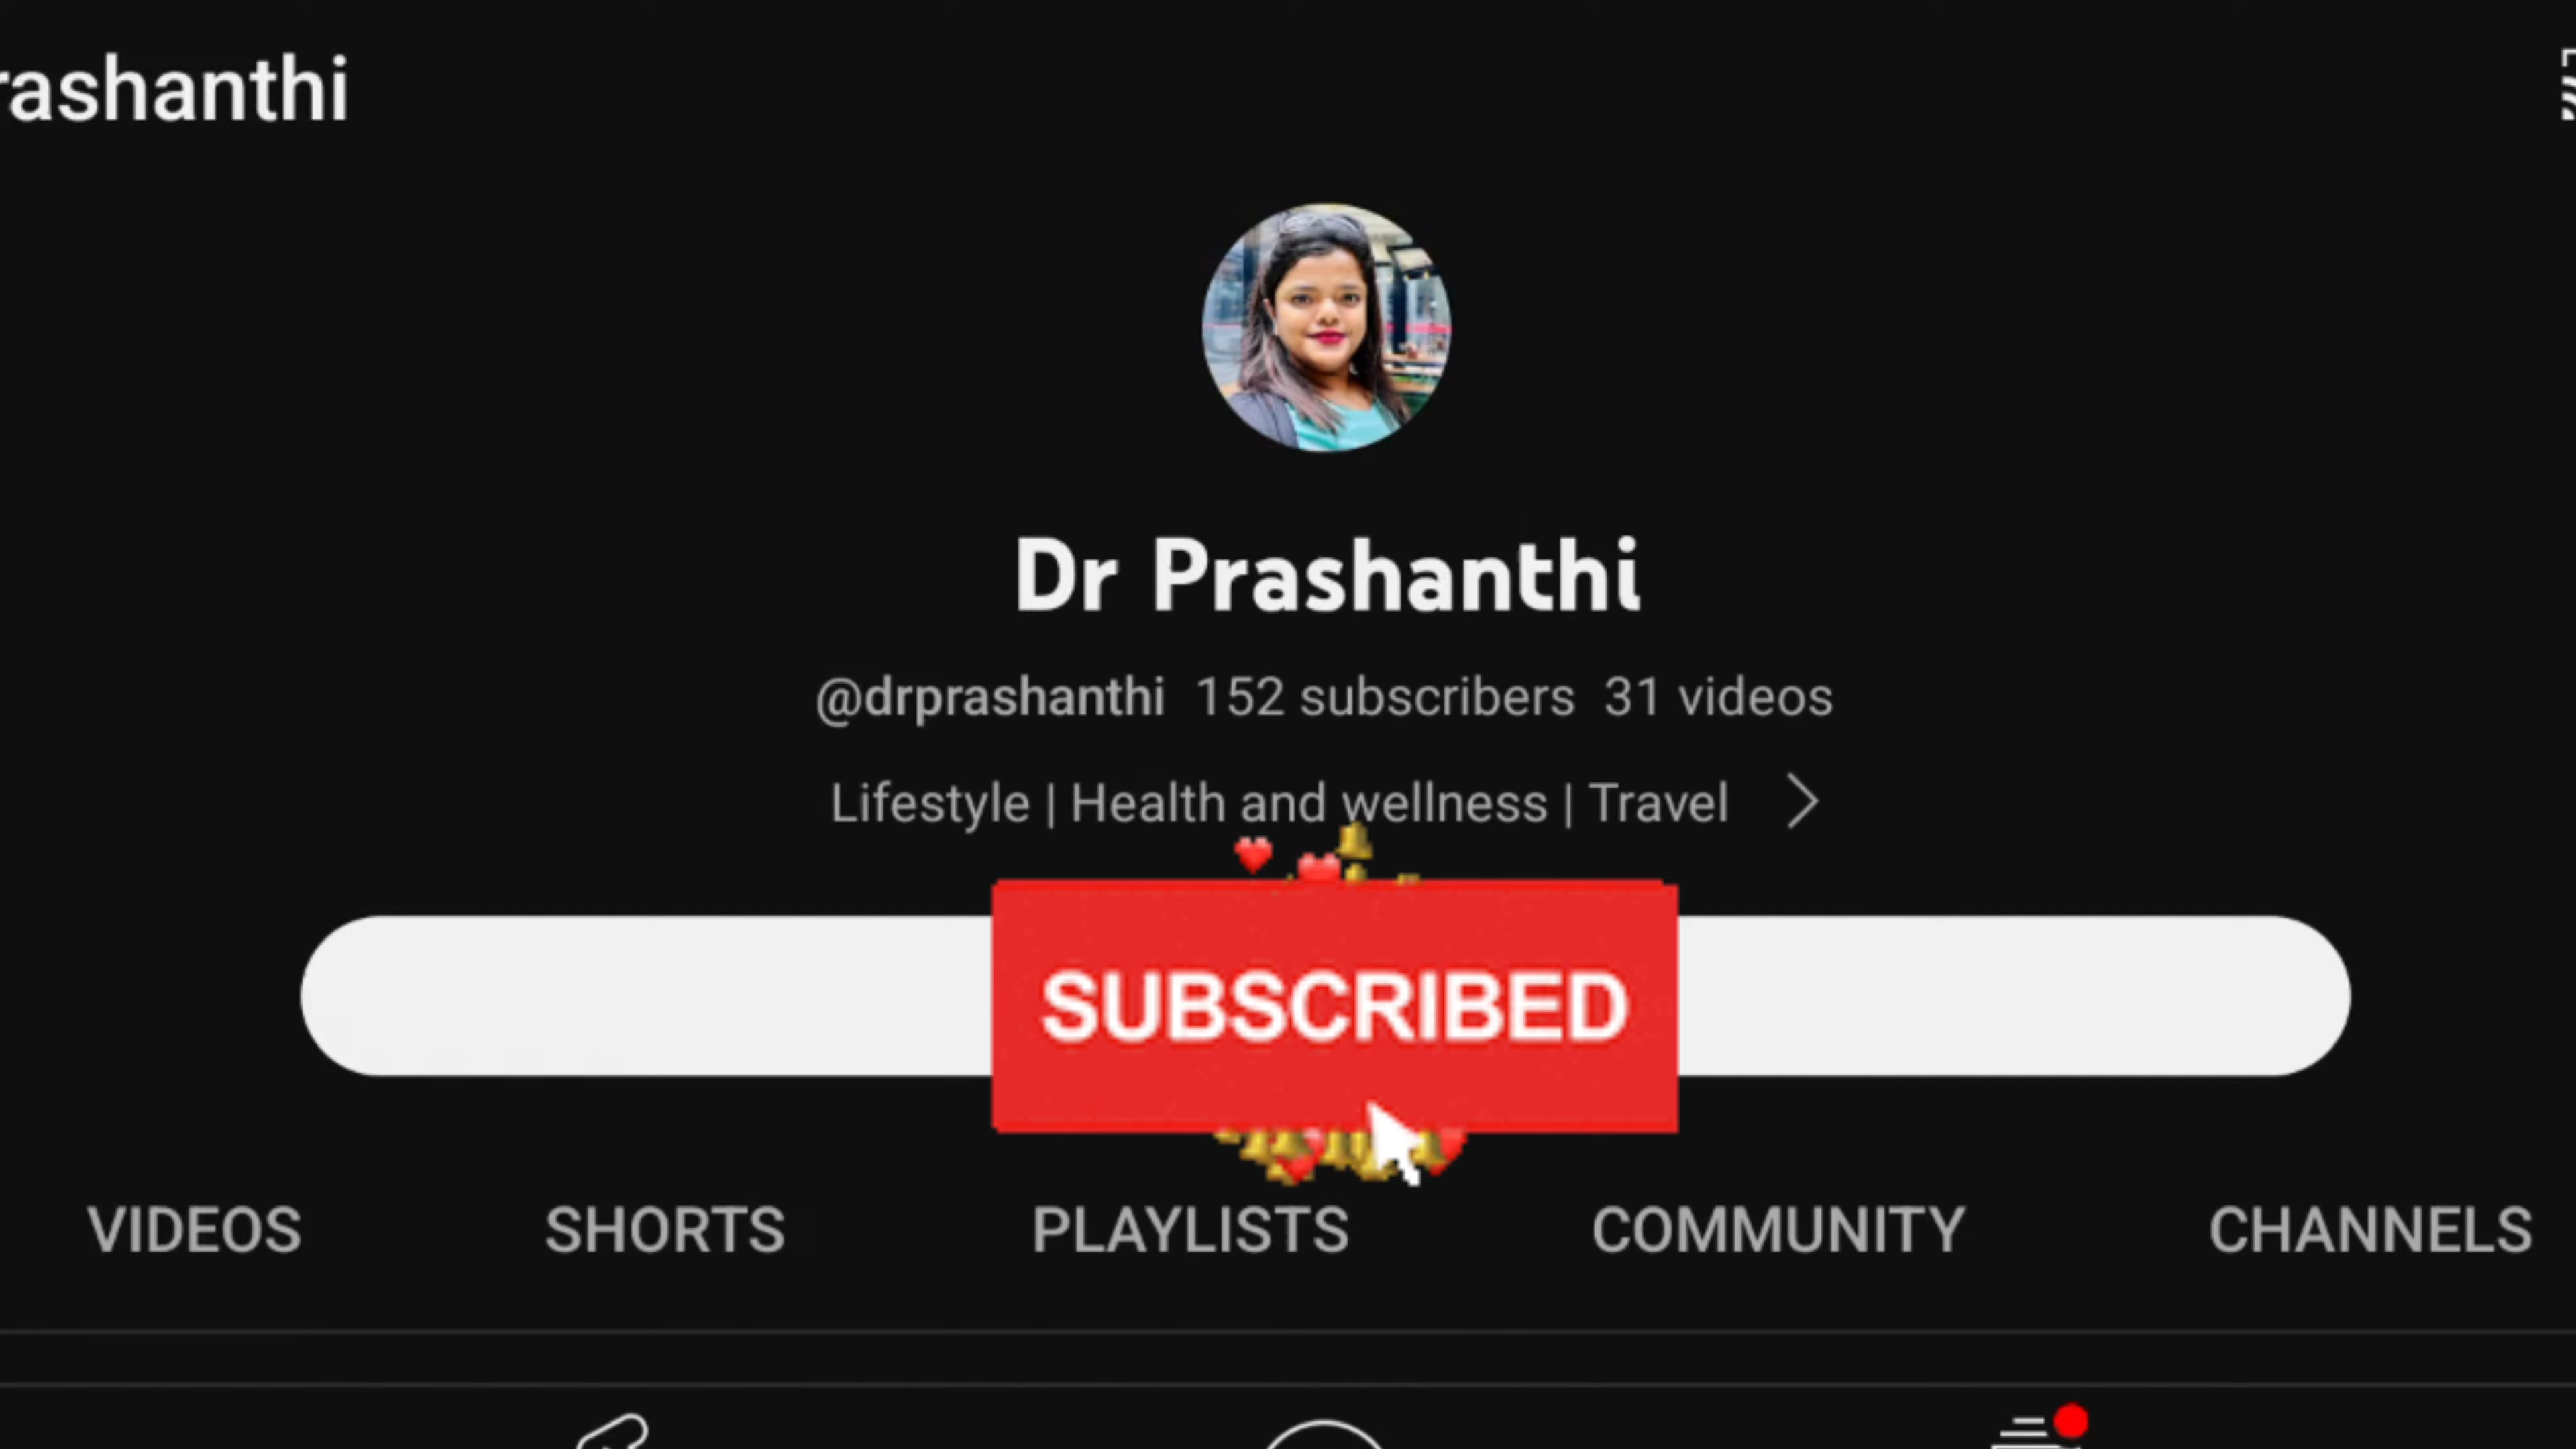 rashanthi
Dr Prashanthi
@drprashanthi 152 subscribers 31 videos
Lifestyle | Health and wellness | Travel
SUBSCRIBED
VIDEOS SHORTS PLAYLISTS COMMUNITY CHANNELS